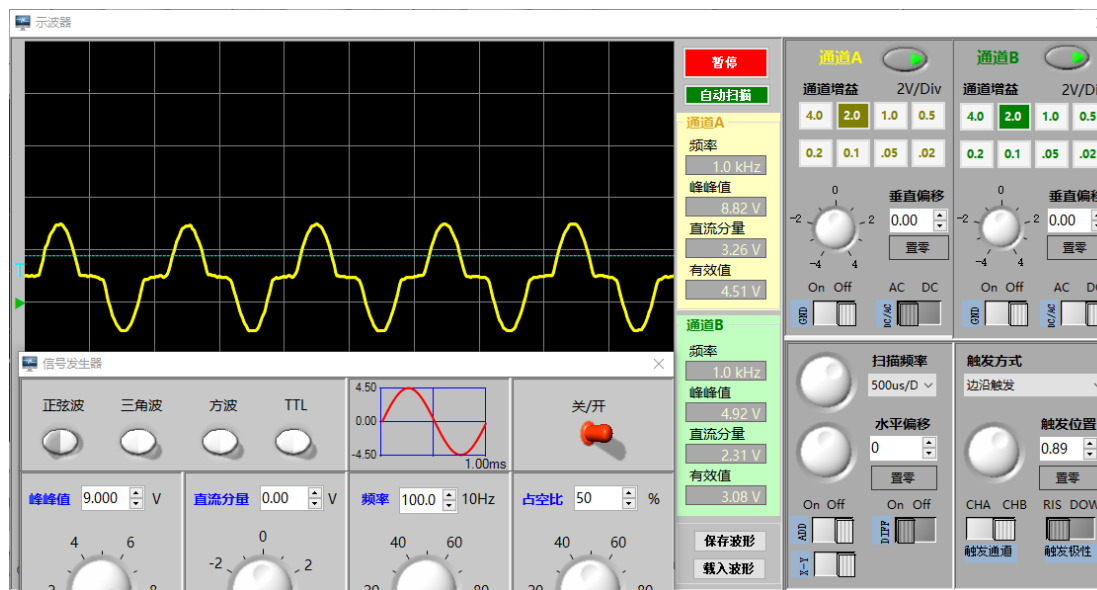 示波器
暂停
自动扫描
通道A
频率
1.0 kHz
峰峰值
8.82 V
直流分量
3.26 V
有效值
4.51 V
通道B
频率
1.0 kHz
峰峰值
4.92 V
直流分量
2.31 V
有效值
3.08 V
保存波形
载入波形
T
通道A
通道增益 2V/Div
4.0 2.0 1.0 0.5
0.2 0.1 .05 .02
0
-2 2
-4 4
垂直偏移
0.00
置零
On Off
AC DC
GND
DC/AC
通道B
通道增益 2V/Di
4.0 2.0 1.0 0.5
0.2 0.1 .05 .02
0
-2 2
-4 4
垂直偏移
0.00
置零
On Off
AC
GND
DC/AC
扫描频率
500us/D
水平偏移
0
置零
On Off
On Off
ADD
DIFF
X-Y
触发方式
边沿触发
触发位置
0.89
置零
CHA CHB
RIS DOW
触发通道
触发极性
信号发生器
正弦波 三角波 方波 TTL
4.50
0.00
-4.50
1.00ms
关/开
峰峰值 9.000 V
直流分量 0.00 V
频率 100.0 10Hz
占空比 50 %
4 6
2 8
0
-2 2
40 60
20 80
40 60
20 80